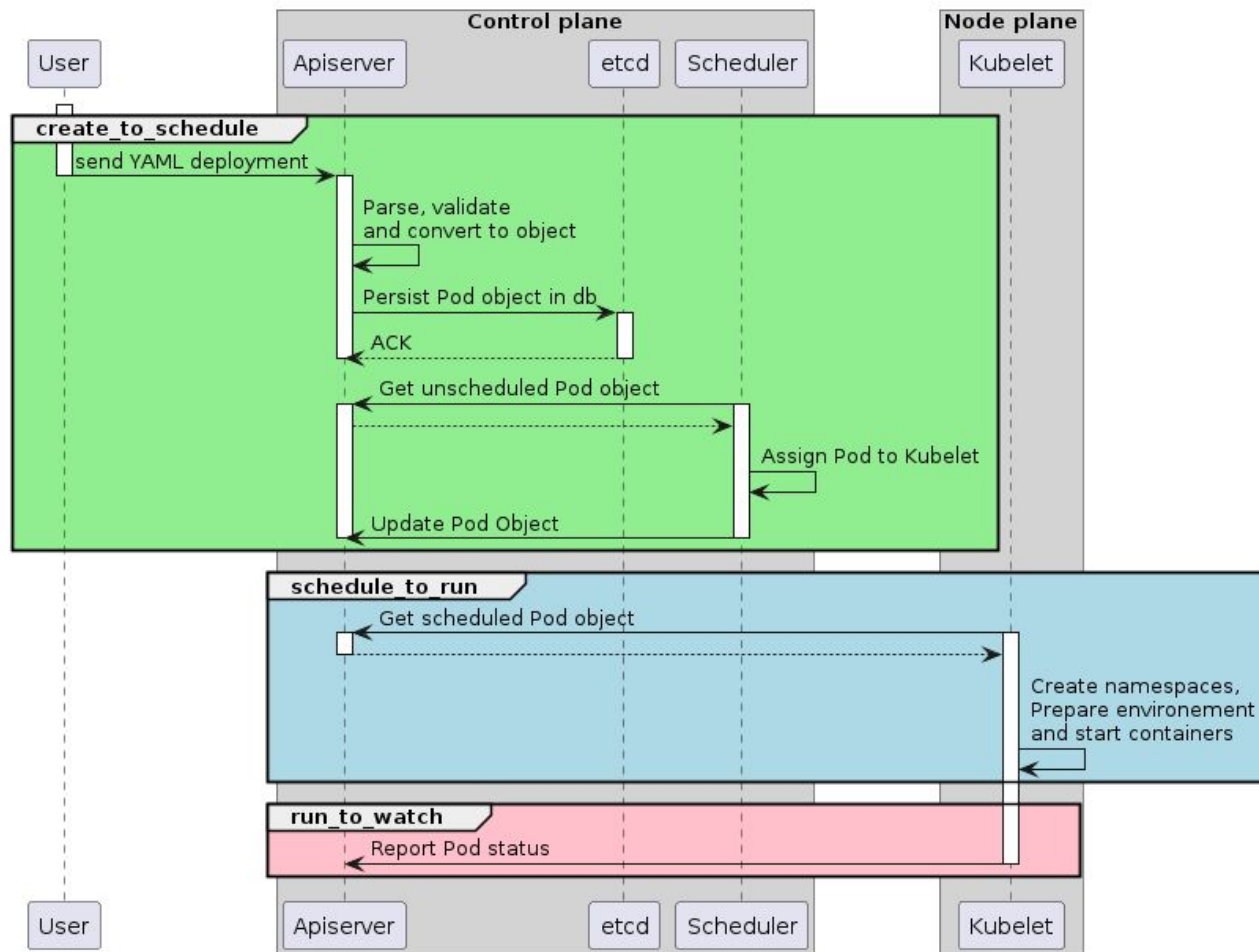 Control plane
Node plane
User
Apiserver
etcd
Scheduler
Kubelet
create_to_schedule
send YAML deployment
Parse, validate
and convert to object
Persist Pod object in db
ACK
Get unscheduled Pod object
Assign Pod to Kubelet
Update Pod Object
schedule_to_run
Get scheduled Pod object
Create namespaces,
Prepare environement
and start containers
run_to_watch
Report Pod status
User
Apiserver
etcd
Scheduler
Kubelet